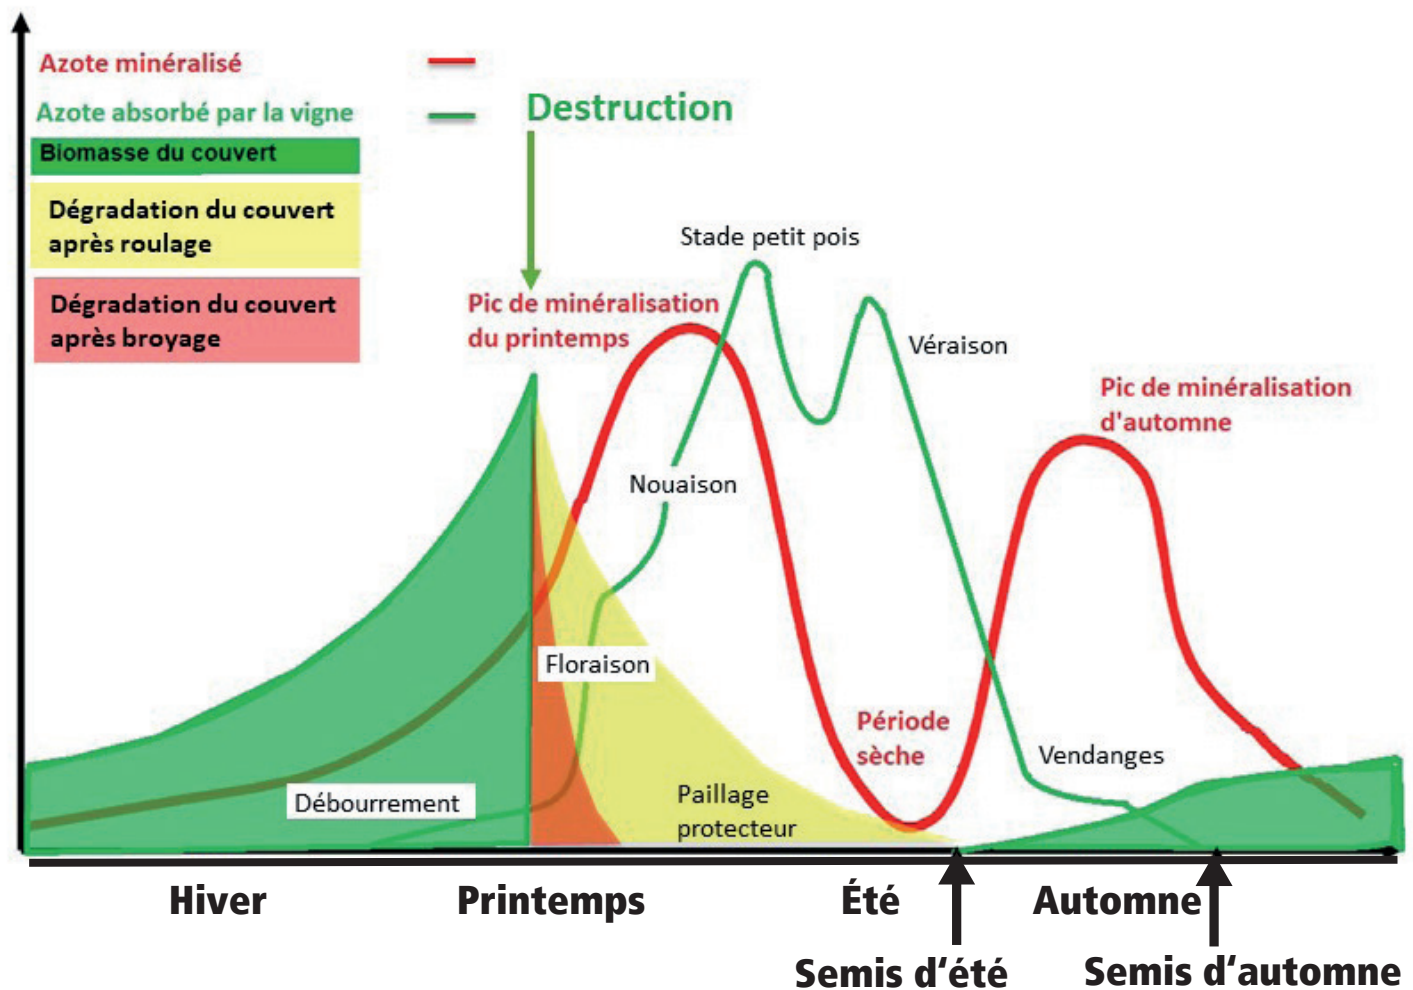 Azote minéralisé
Azote absorbé par la vigne
Biomasse du couvert
Dégradation du couvert
après roulage
Dégradation du couvert
après broyage
Destruction
Stade petit pois
Pic de minéralisation
du printemps
Véraison
Pic de minéralisation
d'automne
Nouaison
Floraison
Période
sèche
Vendanges
Débourrement
Paillage
protecteur
Hiver
Printemps
Été
Automne
Semis d‘été
Semis d‘automne